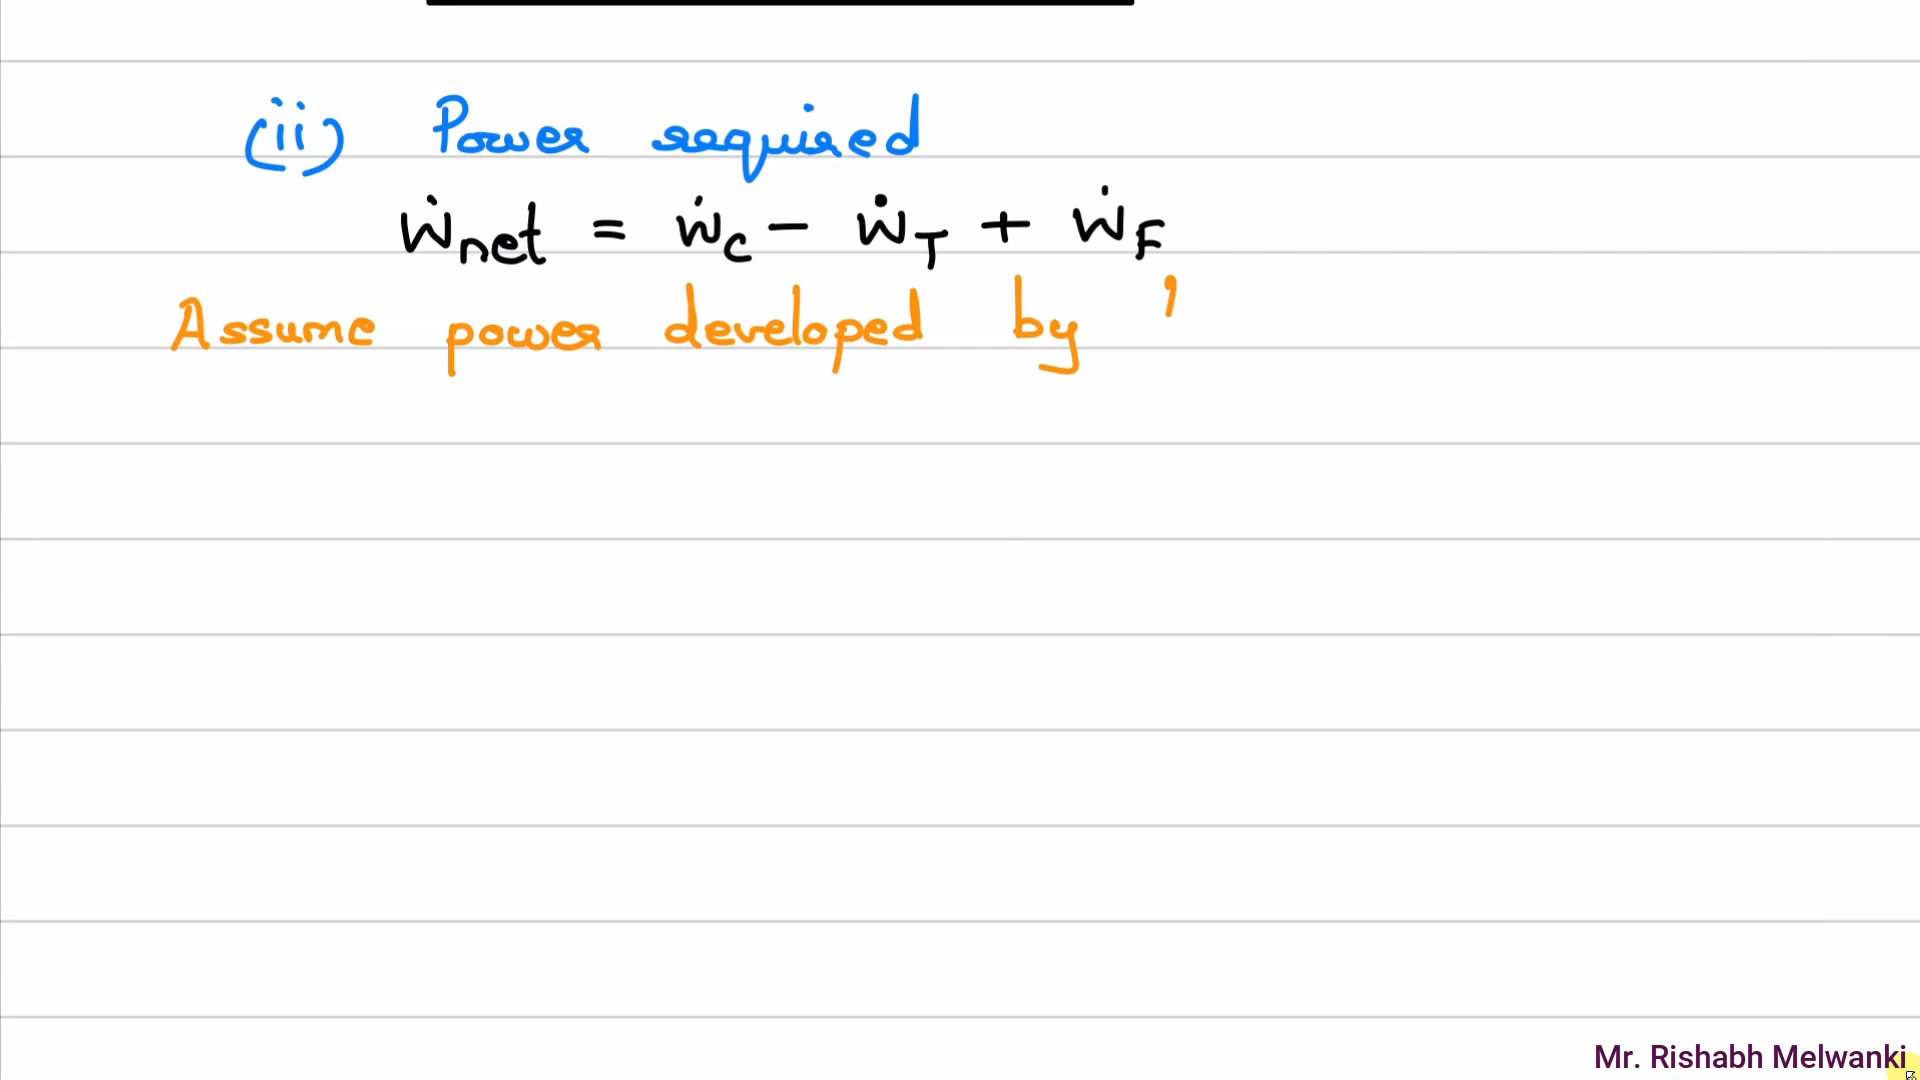 (ii) Power required
Ẇnet = ẆC - ẆT + ẆF
Assume power developed by
Mr. Rishabh Melwanki